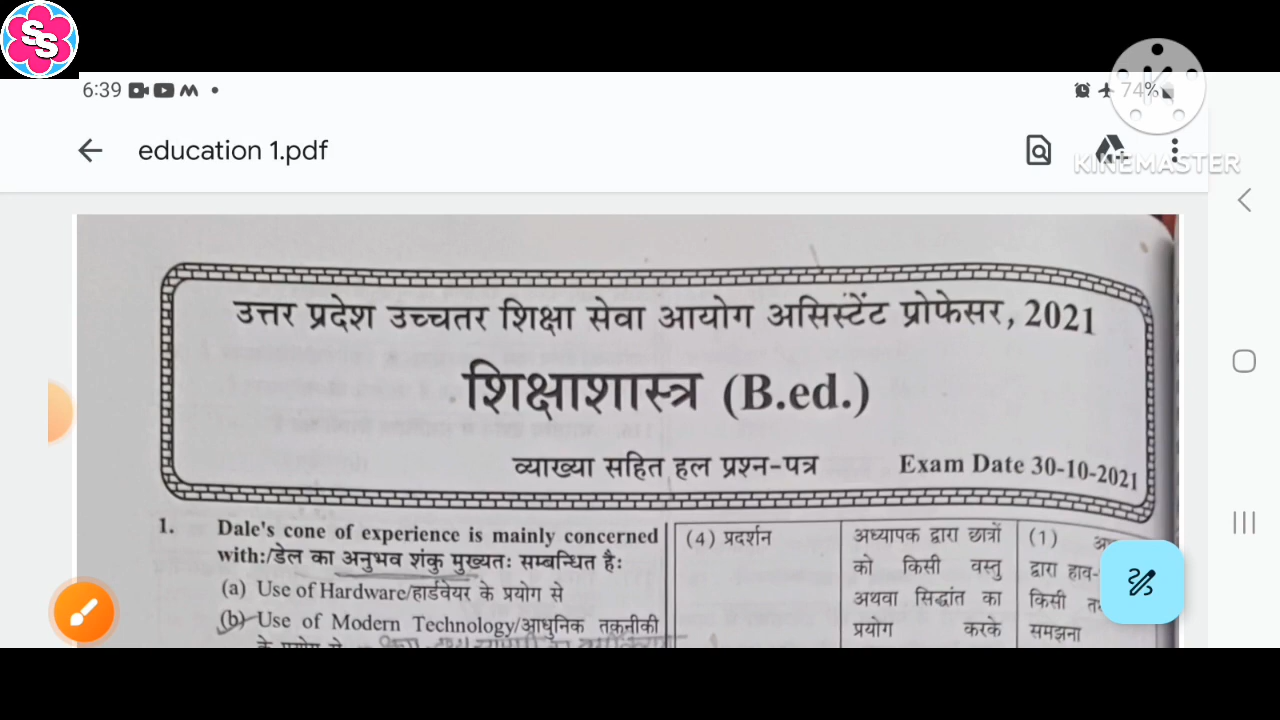 SS
6:39
74%
education 1.pdf
KINEMASTER
उत्तर प्रदेश उच्चतर शिक्षा सेवा आयोग असिस्टेंट प्रोफेसर, 2021
शिक्षाशास्त्र (B.ed.)
व्याख्या सहित हल प्रश्न-पत्र Exam Date 30-10-2021
1. Dale's cone of experience is mainly concerned
with:/डेल का अनुभव शंकु मुख्यतः सम्बन्धित है:
(a) Use of Hardware/हार्डवेयर के प्रयोग से
(b) Use of Modern Technology/आधुनिक तकनीकी
के प्रयोग से
(4) प्रदर्शन
अध्यापक द्वारा छात्रों
को किसी वस्तु
अथवा सिद्धांत का
प्रयोग करके
(1)
द्वारा हाव-
किसी
समझना